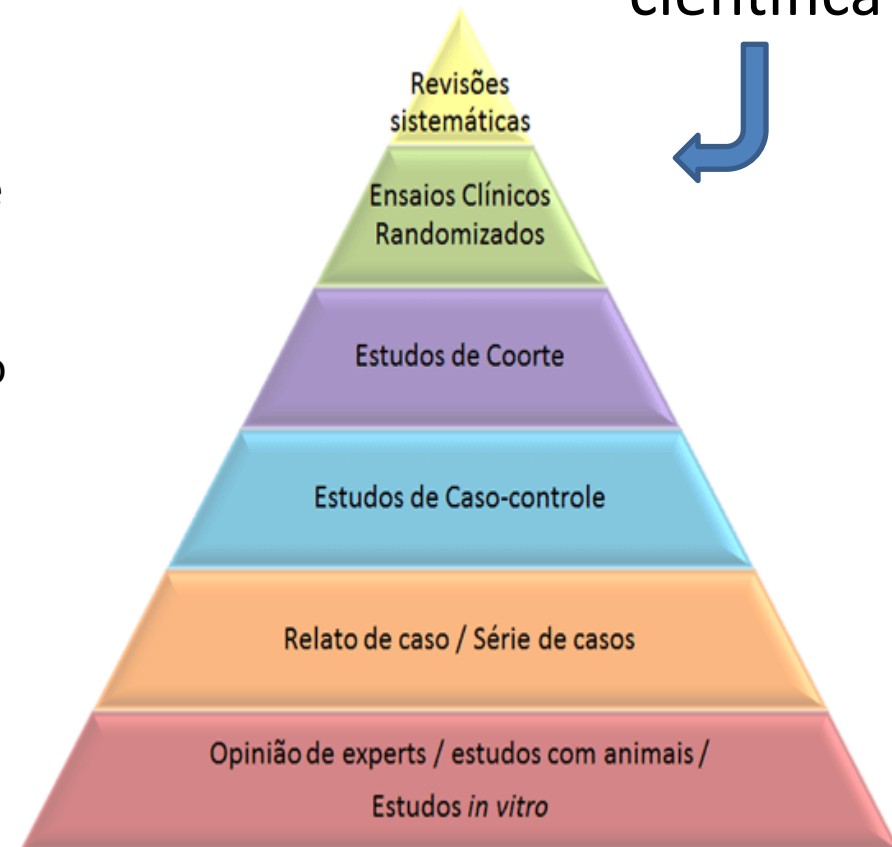 científica
Revisões
sistemáticas
e
Ensaios Clínicos
Randomizados
Estudos de Coorte
o
Estudos de Caso-controle
Relato de caso / Série de casos
Opinião de experts / estudos com animais /
Estudos in vitro